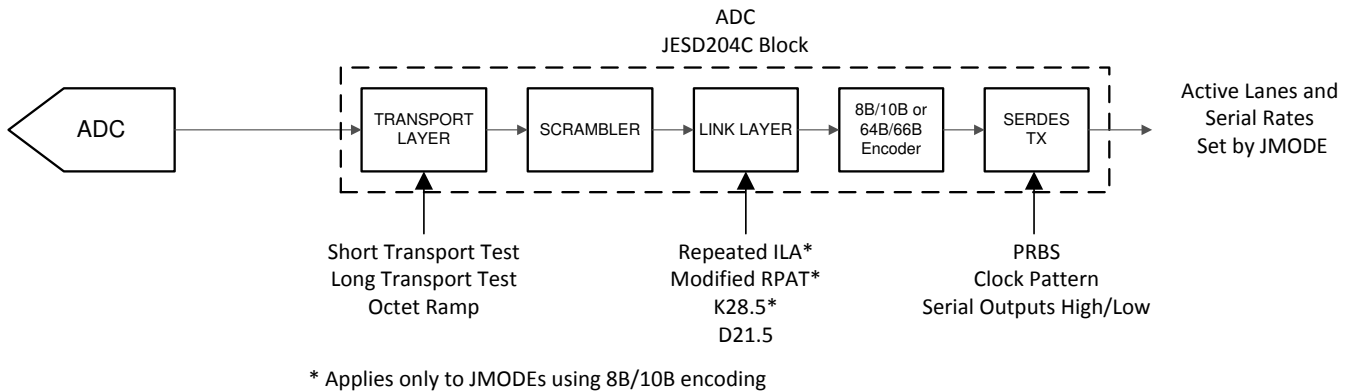 ADC
JESD204C Block
ADC
TRANSPORT
LAYER
SCRAMBLER
LINK LAYER
8B/10B or
64B/66B
Encoder
SERDES
TX
Active Lanes and
Serial Rates
Set by JMODE
Short Transport Test
Long Transport Test
Octet Ramp
Repeated ILA*
Modified RPAT*
K28.5*
D21.5
PRBS
Clock Pattern
Serial Outputs High/Low
* Applies only to JMODEs using 8B/10B encoding